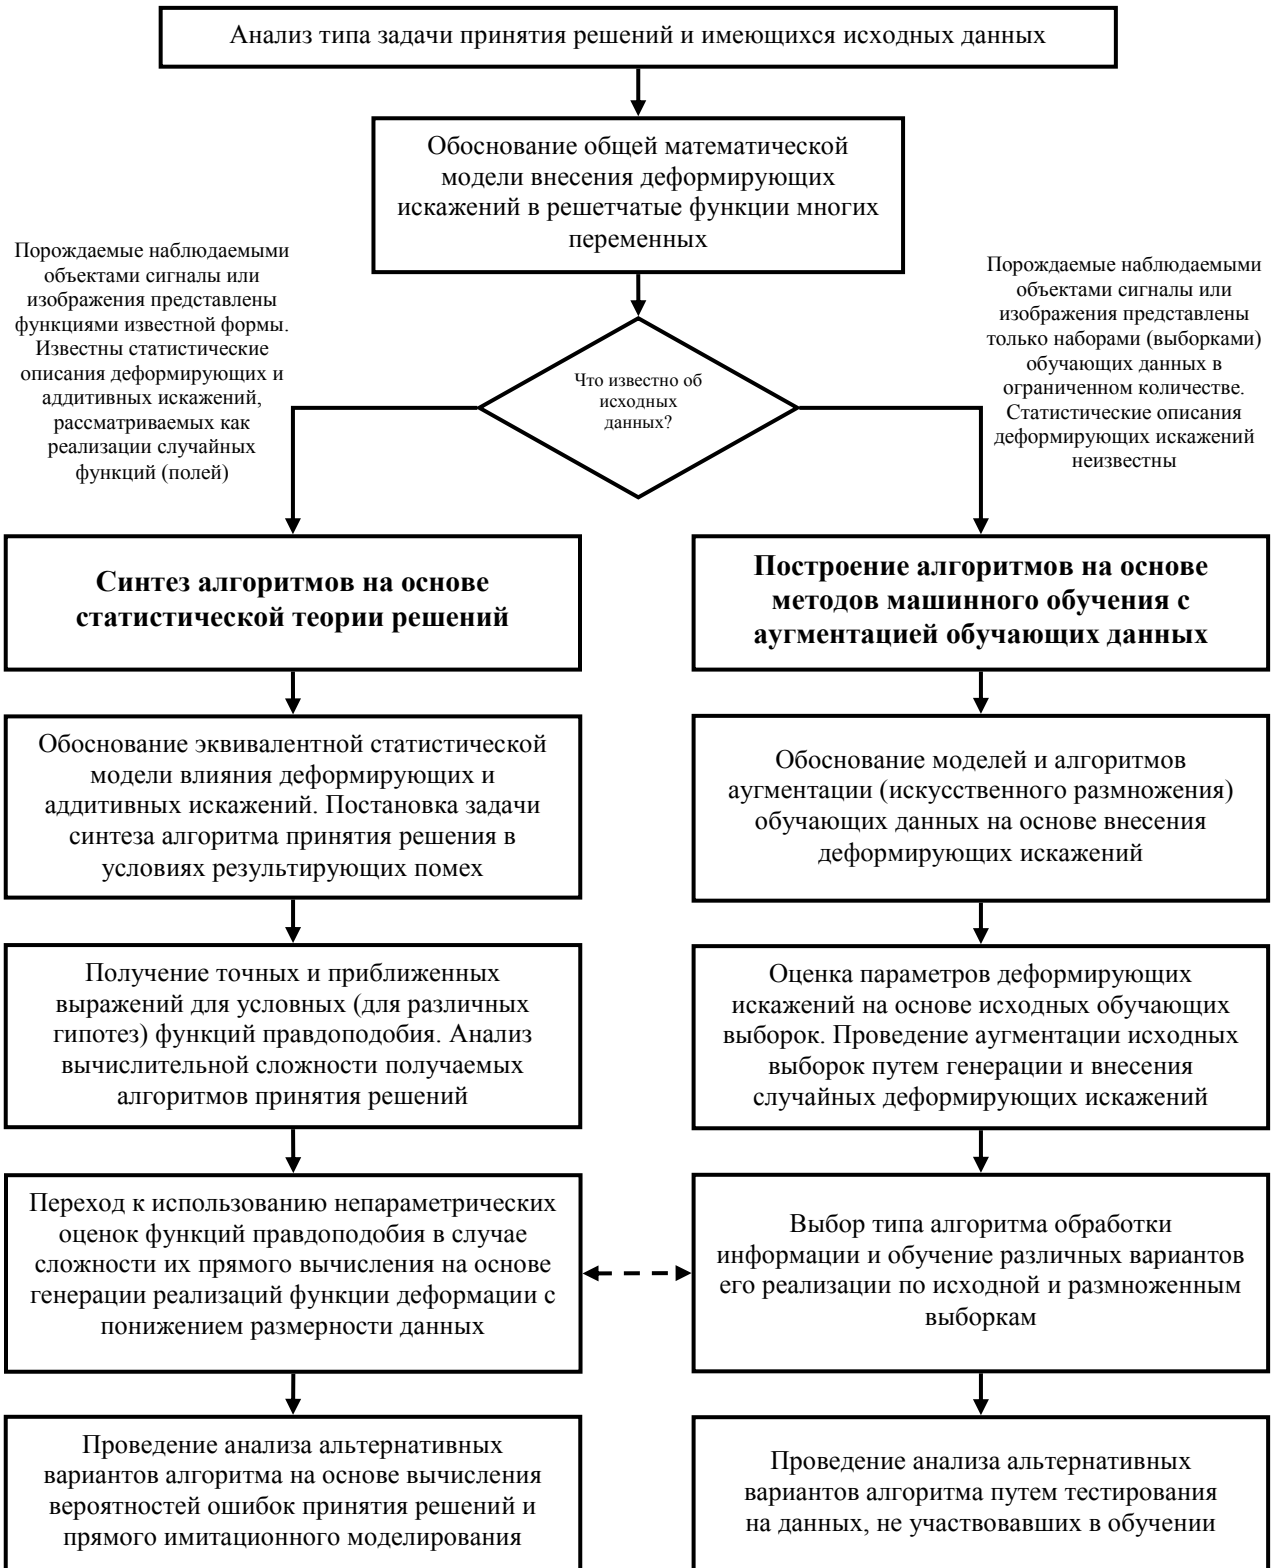 Анализ типа задачи принятия решений и имеющихся исходных данных
Обоснование общей математической
модели внесения деформирующих
искажений в решетчатые функции многих
переменных
Порождаемые наблюдаемыми
объектами сигналы или
изображения представлены
функциями известной формы.
Известны статистические
описания деформирующих и
аддитивных искажений,
рассматриваемых как
реализации случайных
функций (полей)
Что известно об
исходных
данных?
Порождаемые наблюдаемыми
объектами сигналы или
изображения представлены
только наборами (выборками)
обучающих данных в
ограниченном количестве.
Статистические описания
деформирующих искажений
неизвестны
Синтез алгоритмов на основе
статистической теории решений
Построение алгоритмов на основе
методов машинного обучения с
аугментацией обучающих данных
Обоснование эквивалентной статистической
модели влияния деформирующих и
аддитивных искажений. Постановка задачи
синтеза алгоритма принятия решения в
условиях результирующих помех
Обоснование моделей и алгоритмов
аугментации (искусственного размножения)
обучающих данных на основе внесения
деформирующих искажений
Получение точных и приближенных
выражений для условных (для различных
гипотез) функций правдоподобия. Анализ
вычислительной сложности получаемых
алгоритмов принятия решений
Оценка параметров деформирующих
искажений на основе исходных обучающих
выборок. Проведение аугментации исходных
выборок путем генерации и внесения
случайных деформирующих искажений
Переход к использованию непараметрических
оценок функций правдоподобия в случае
сложности их прямого вычисления на основе
генерации реализаций функции деформации с
понижением размерности данных
Выбор типа алгоритма обработки
информации и обучение различных вариантов
его реализации по исходной и размноженным
выборкам
Проведение анализа альтернативных
вариантов алгоритма на основе вычисления
вероятностей ошибок принятия решений и
прямого имитационного моделирования
Проведение анализа альтернативных
вариантов алгоритма путем тестирования
на данных, не участвовавших в обучении